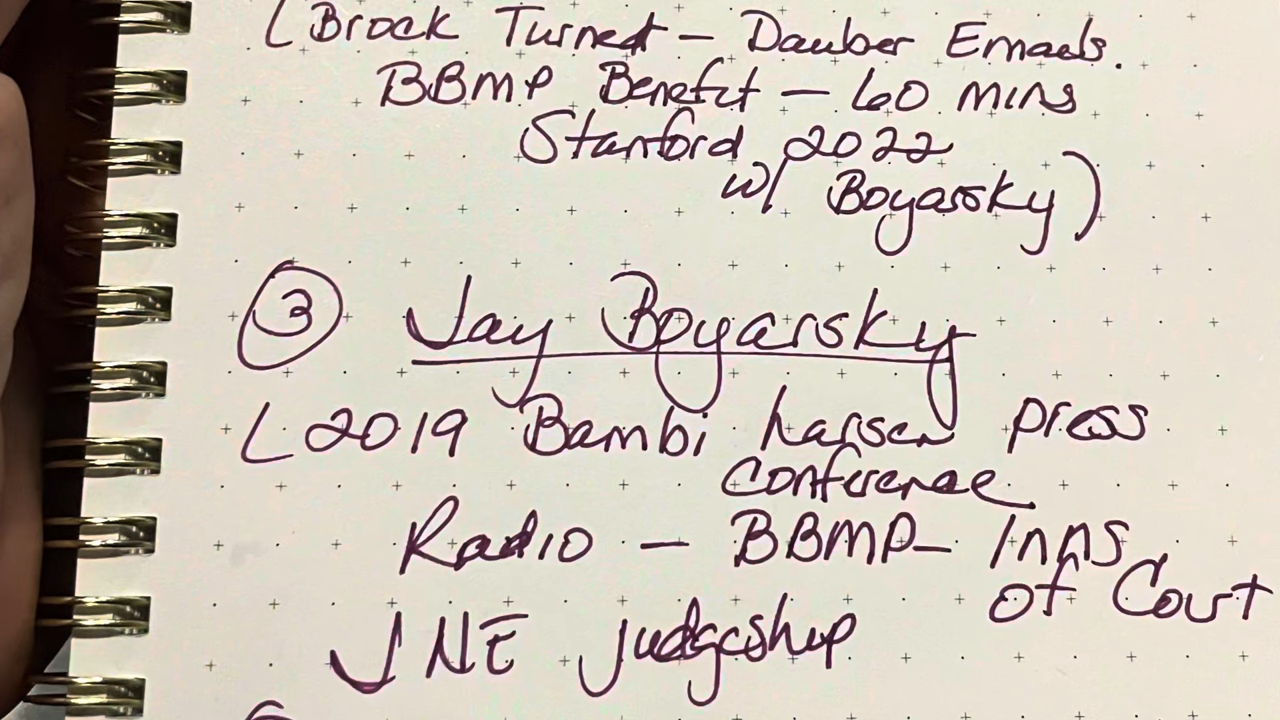 (Brock Turner – Dauber Emails.
BBMP Benefit – 60 mins
Stanford 2022
w/ Boyarsky)
③ Jay Boyarsky
(2019 Bambi Larsen press
conference
Radio – BBMP – Inns
of Court
JNE judgeship